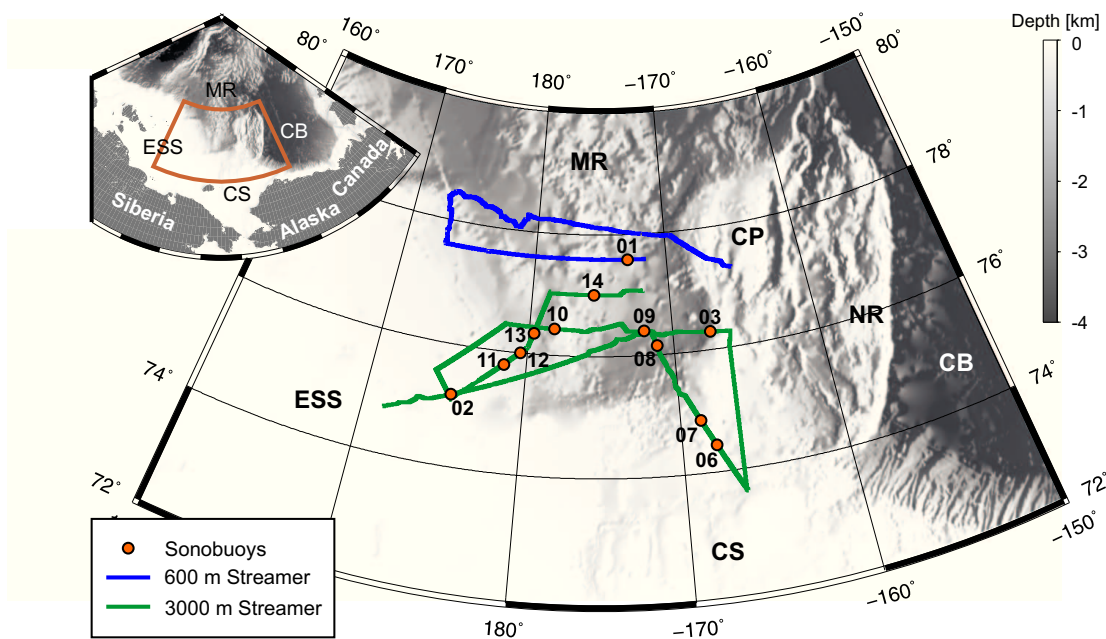 160°
170°
180°
−170°
−160°
−150°
80°
80°
Depth [km]
0
-1
-2
-3
-4
MR
CB
ESS
CS
Siberia
Alaska
Canada
MR
78°
CP
01
76°
14
NR
10
09
03
13
08
11
12
CB
74°
74°
ESS
02
07
06
72°
72°
−150°
CS
Sonobuoys
600 m Streamer
3000 m Streamer
−160°
180°
−170°